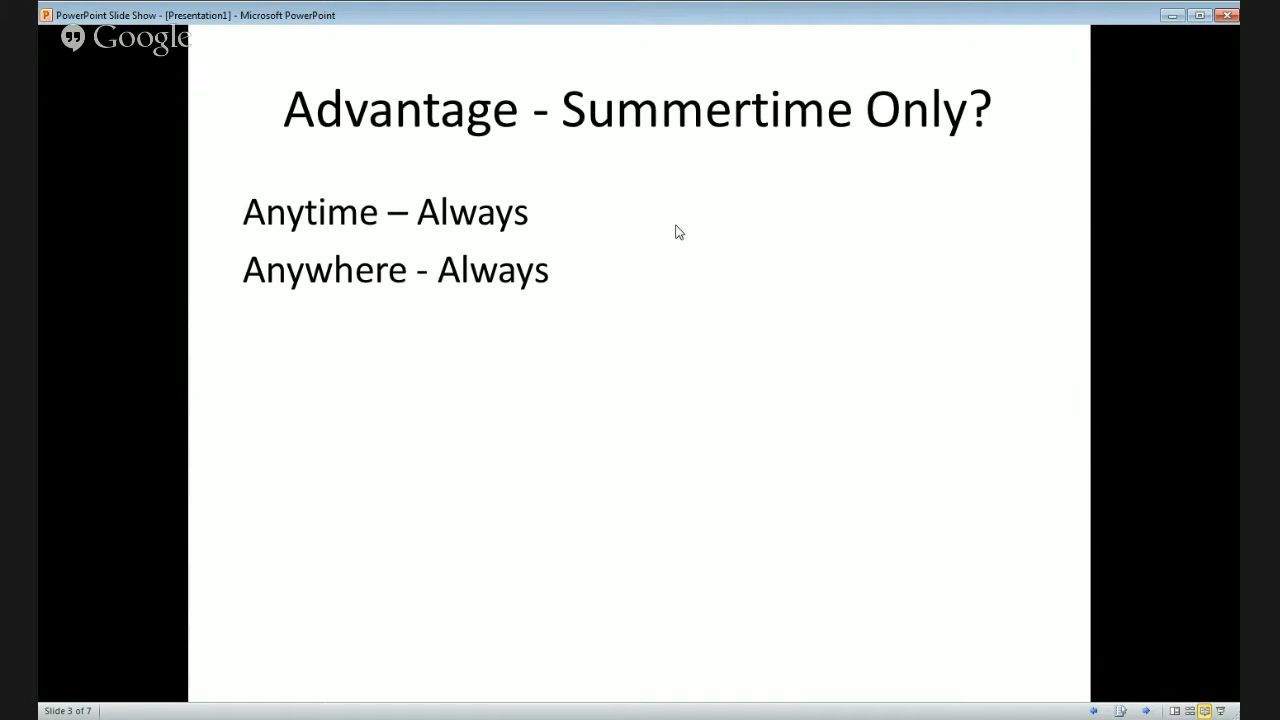 PowerPoint Slide Show - [Presentation1] - Microsoft PowerPoint
Google
Advantage - Summertime Only?
Anytime – Always
Anywhere - Always
Slide 3 of 7